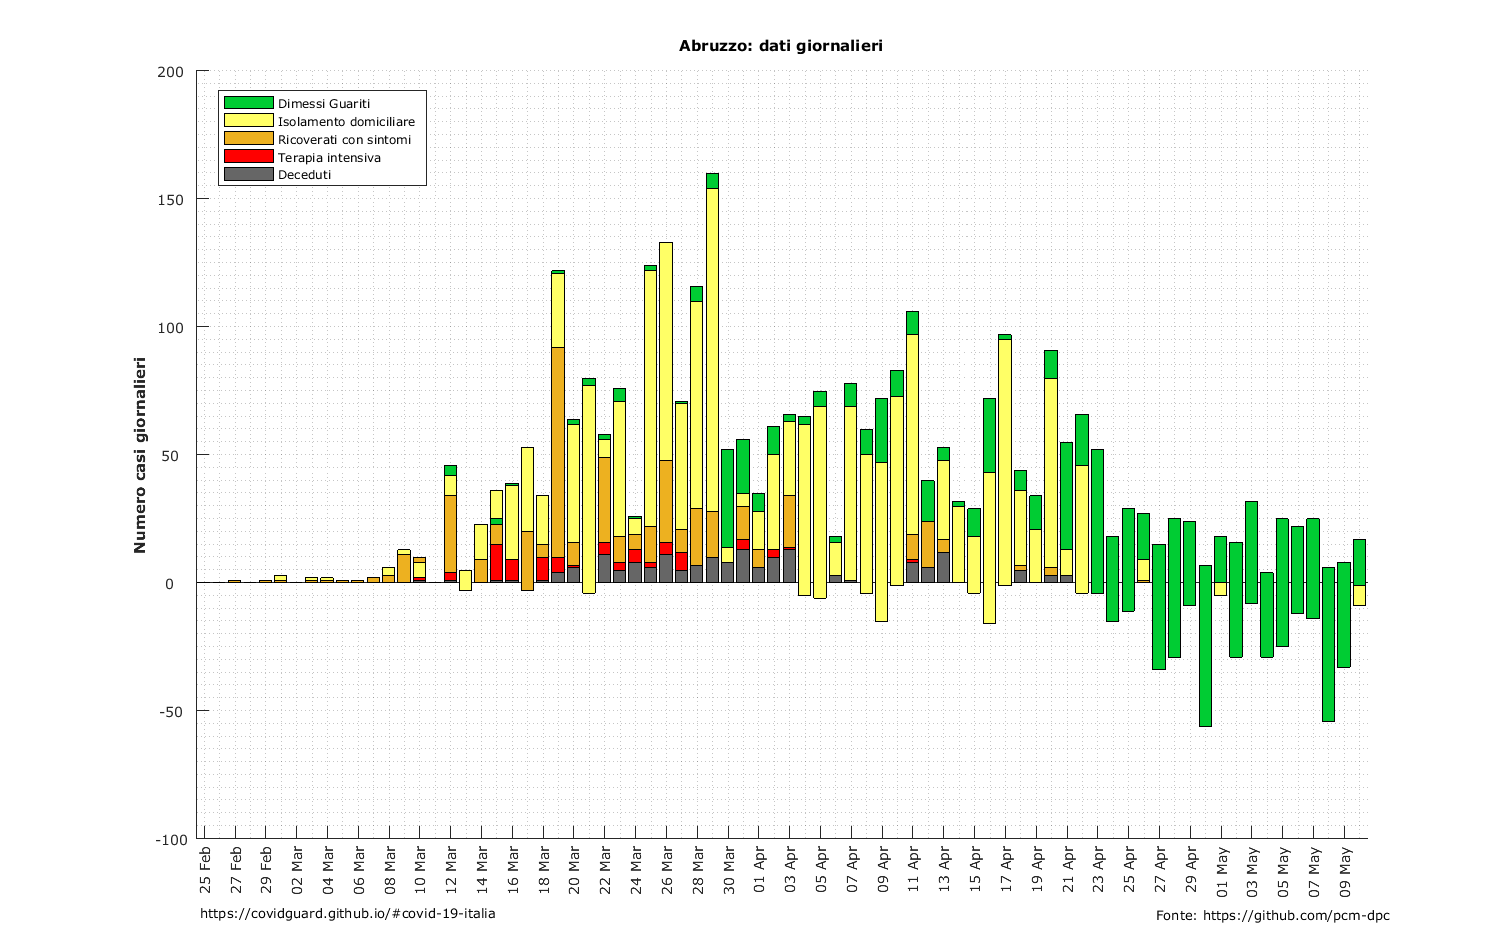 Abruzzo: dati giornalieri
200
150
100
50
0
-50
-100
Numero casi giornalieri
Dimessi Guariti
Isolamento domiciliare
Ricoverati con sintomi
Terapia intensiva
Deceduti
25 Feb
27 Feb
29 Feb
02 Mar
04 Mar
06 Mar
08 Mar
10 Mar
12 Mar
14 Mar
16 Mar
18 Mar
20 Mar
22 Mar
24 Mar
26 Mar
28 Mar
30 Mar
01 Apr
03 Apr
05 Apr
07 Apr
09 Apr
11 Apr
13 Apr
15 Apr
17 Apr
19 Apr
21 Apr
23 Apr
25 Apr
27 Apr
29 Apr
01 May
03 May
05 May
07 May
09 May
https://covidguard.github.io/#covid-19-italia
Fonte: https://github.com/pcm-dpc